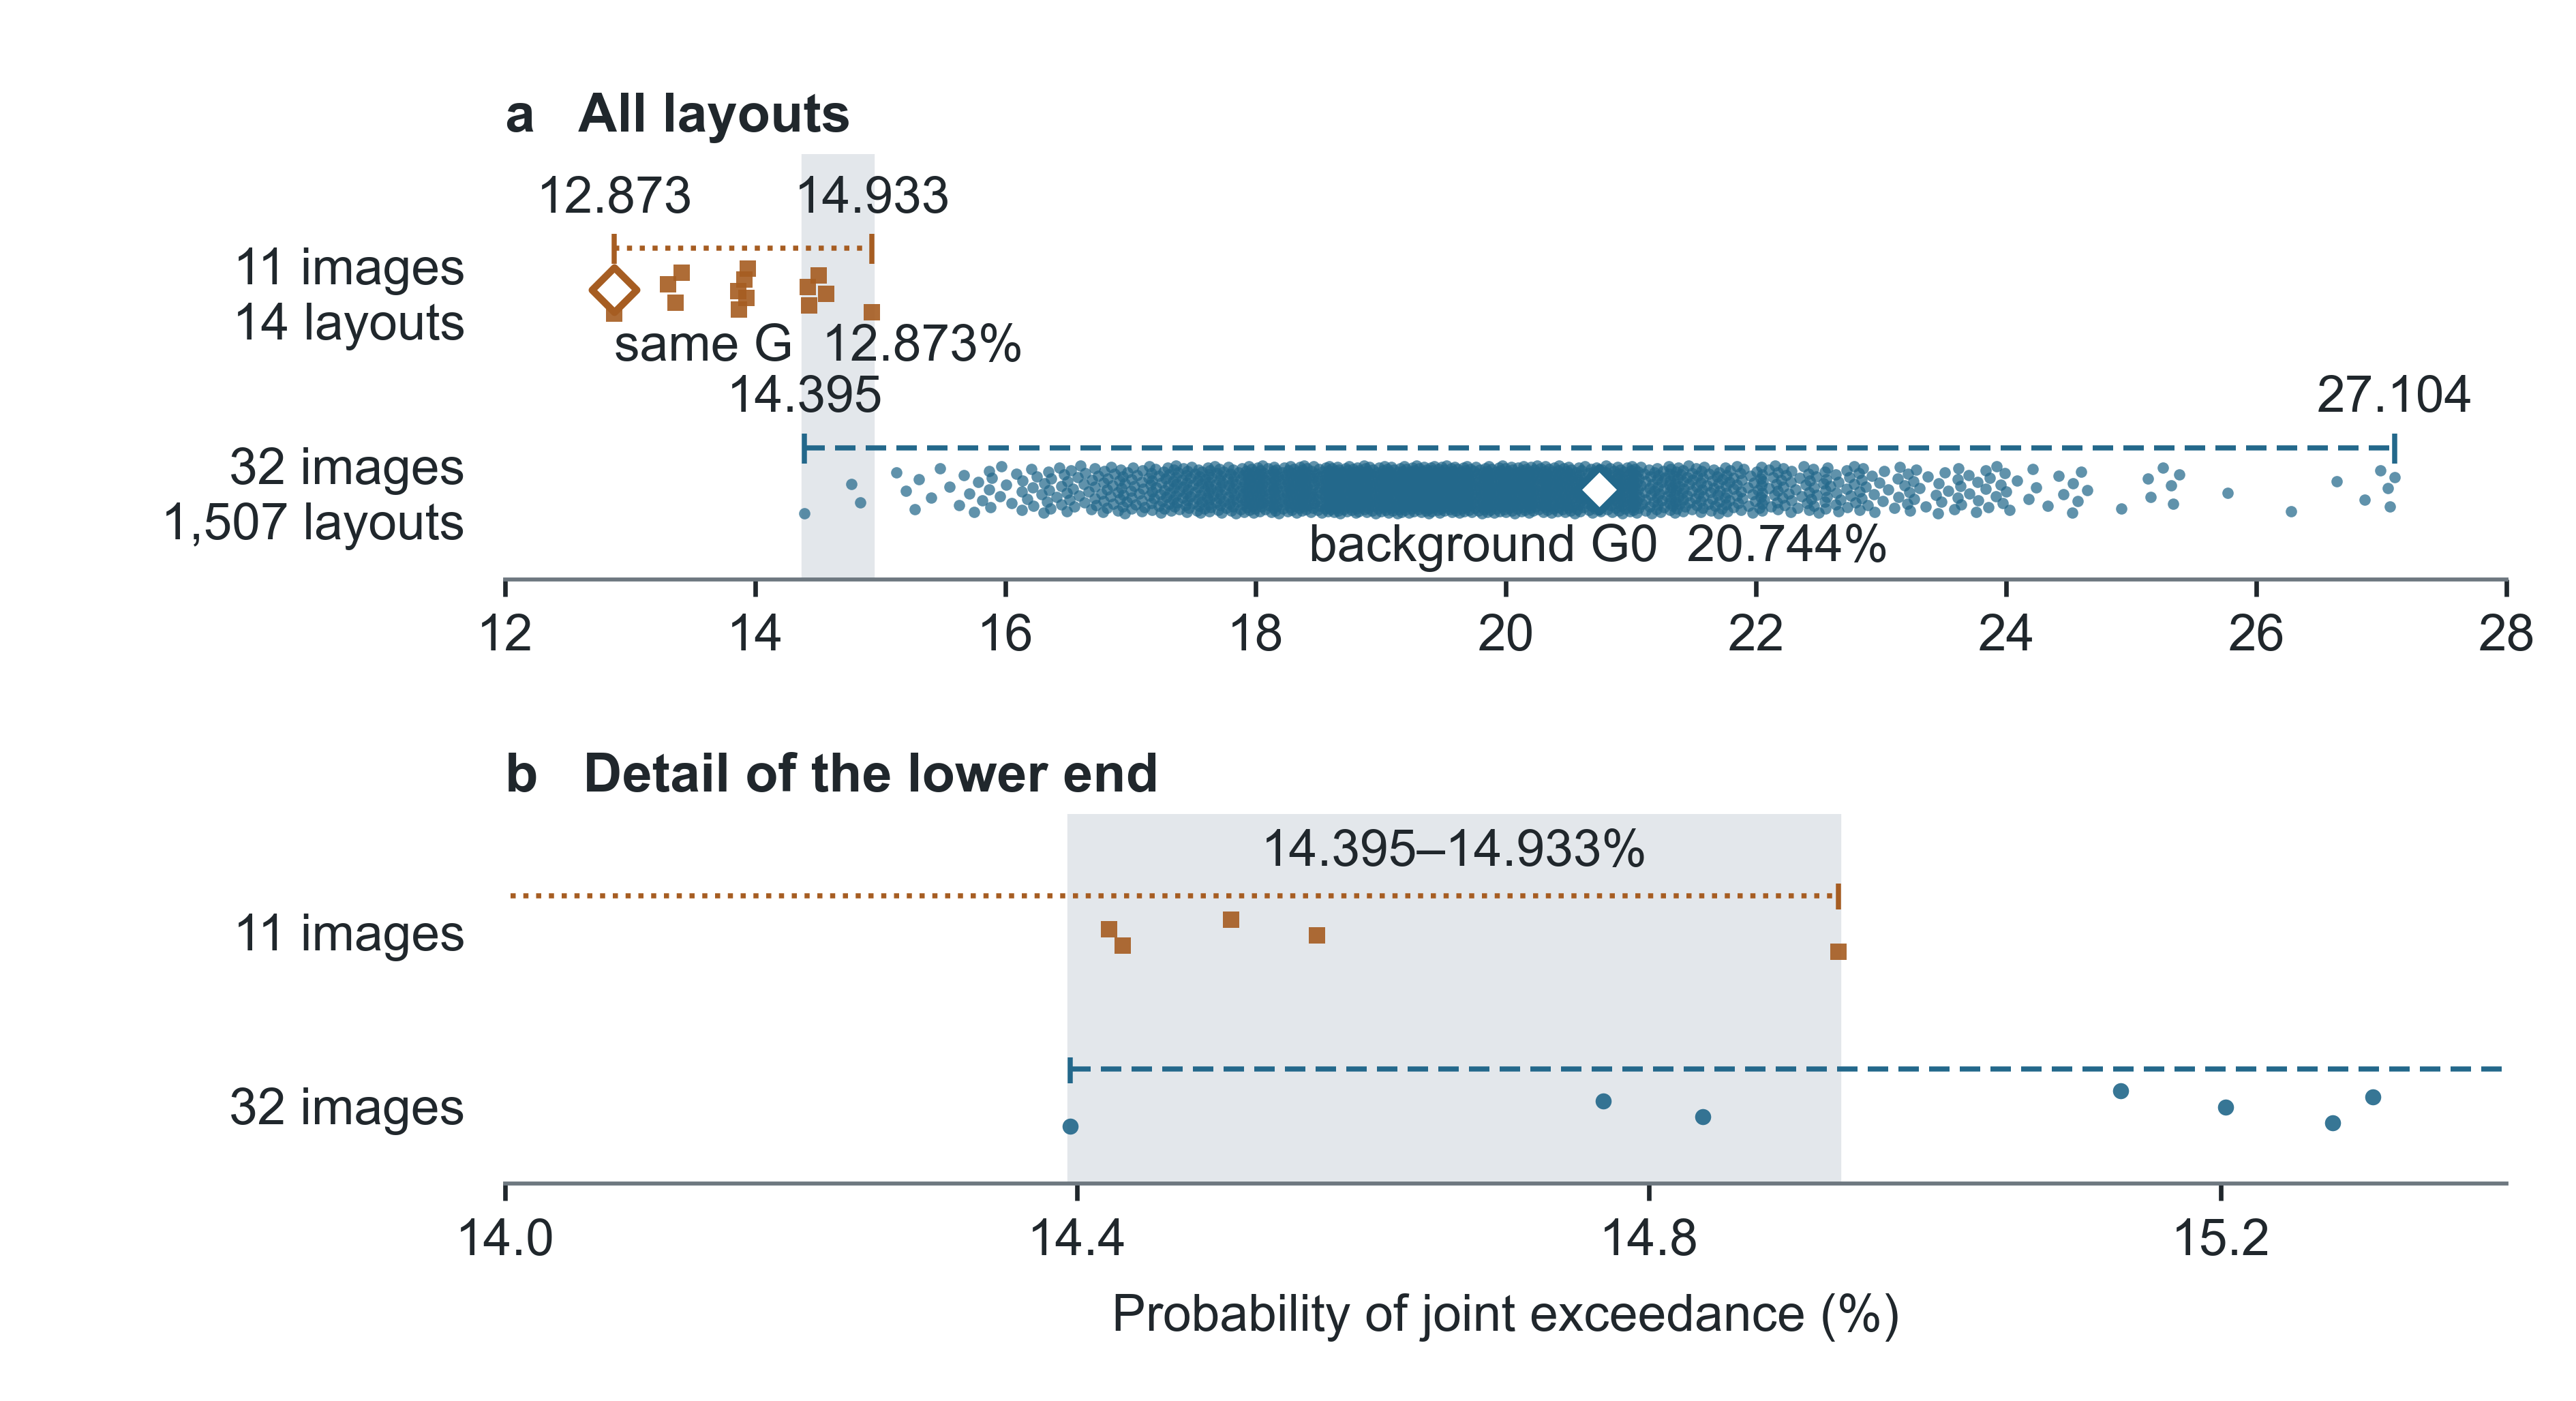 a All layouts
12.873 14.933
11 images
14 layouts
same G 12.873%
14.395 27.104
32 images
1,507 layouts
background G0 20.744%
12 14 16 18 20 22 24 26 28
b Detail of the lower end
14.395–14.933%
11 images
32 images
14.0 14.4 14.8 15.2
Probability of joint exceedance (%)